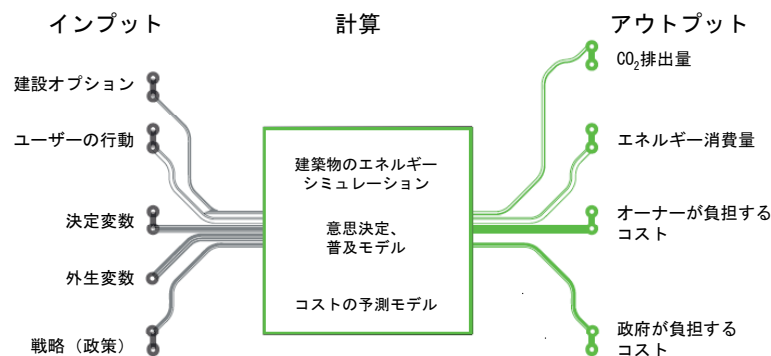 インプット
計算
アウトプット
建設オプション
ユーザーの行動
決定変数
外生変数
戦略（政策）
建築物のエネルギー
シミュレーション
意思決定、
普及モデル
コストの予測モデル
CO₂排出量
エネルギー消費量
オーナーが負担する
コスト
政府が負担する
コスト